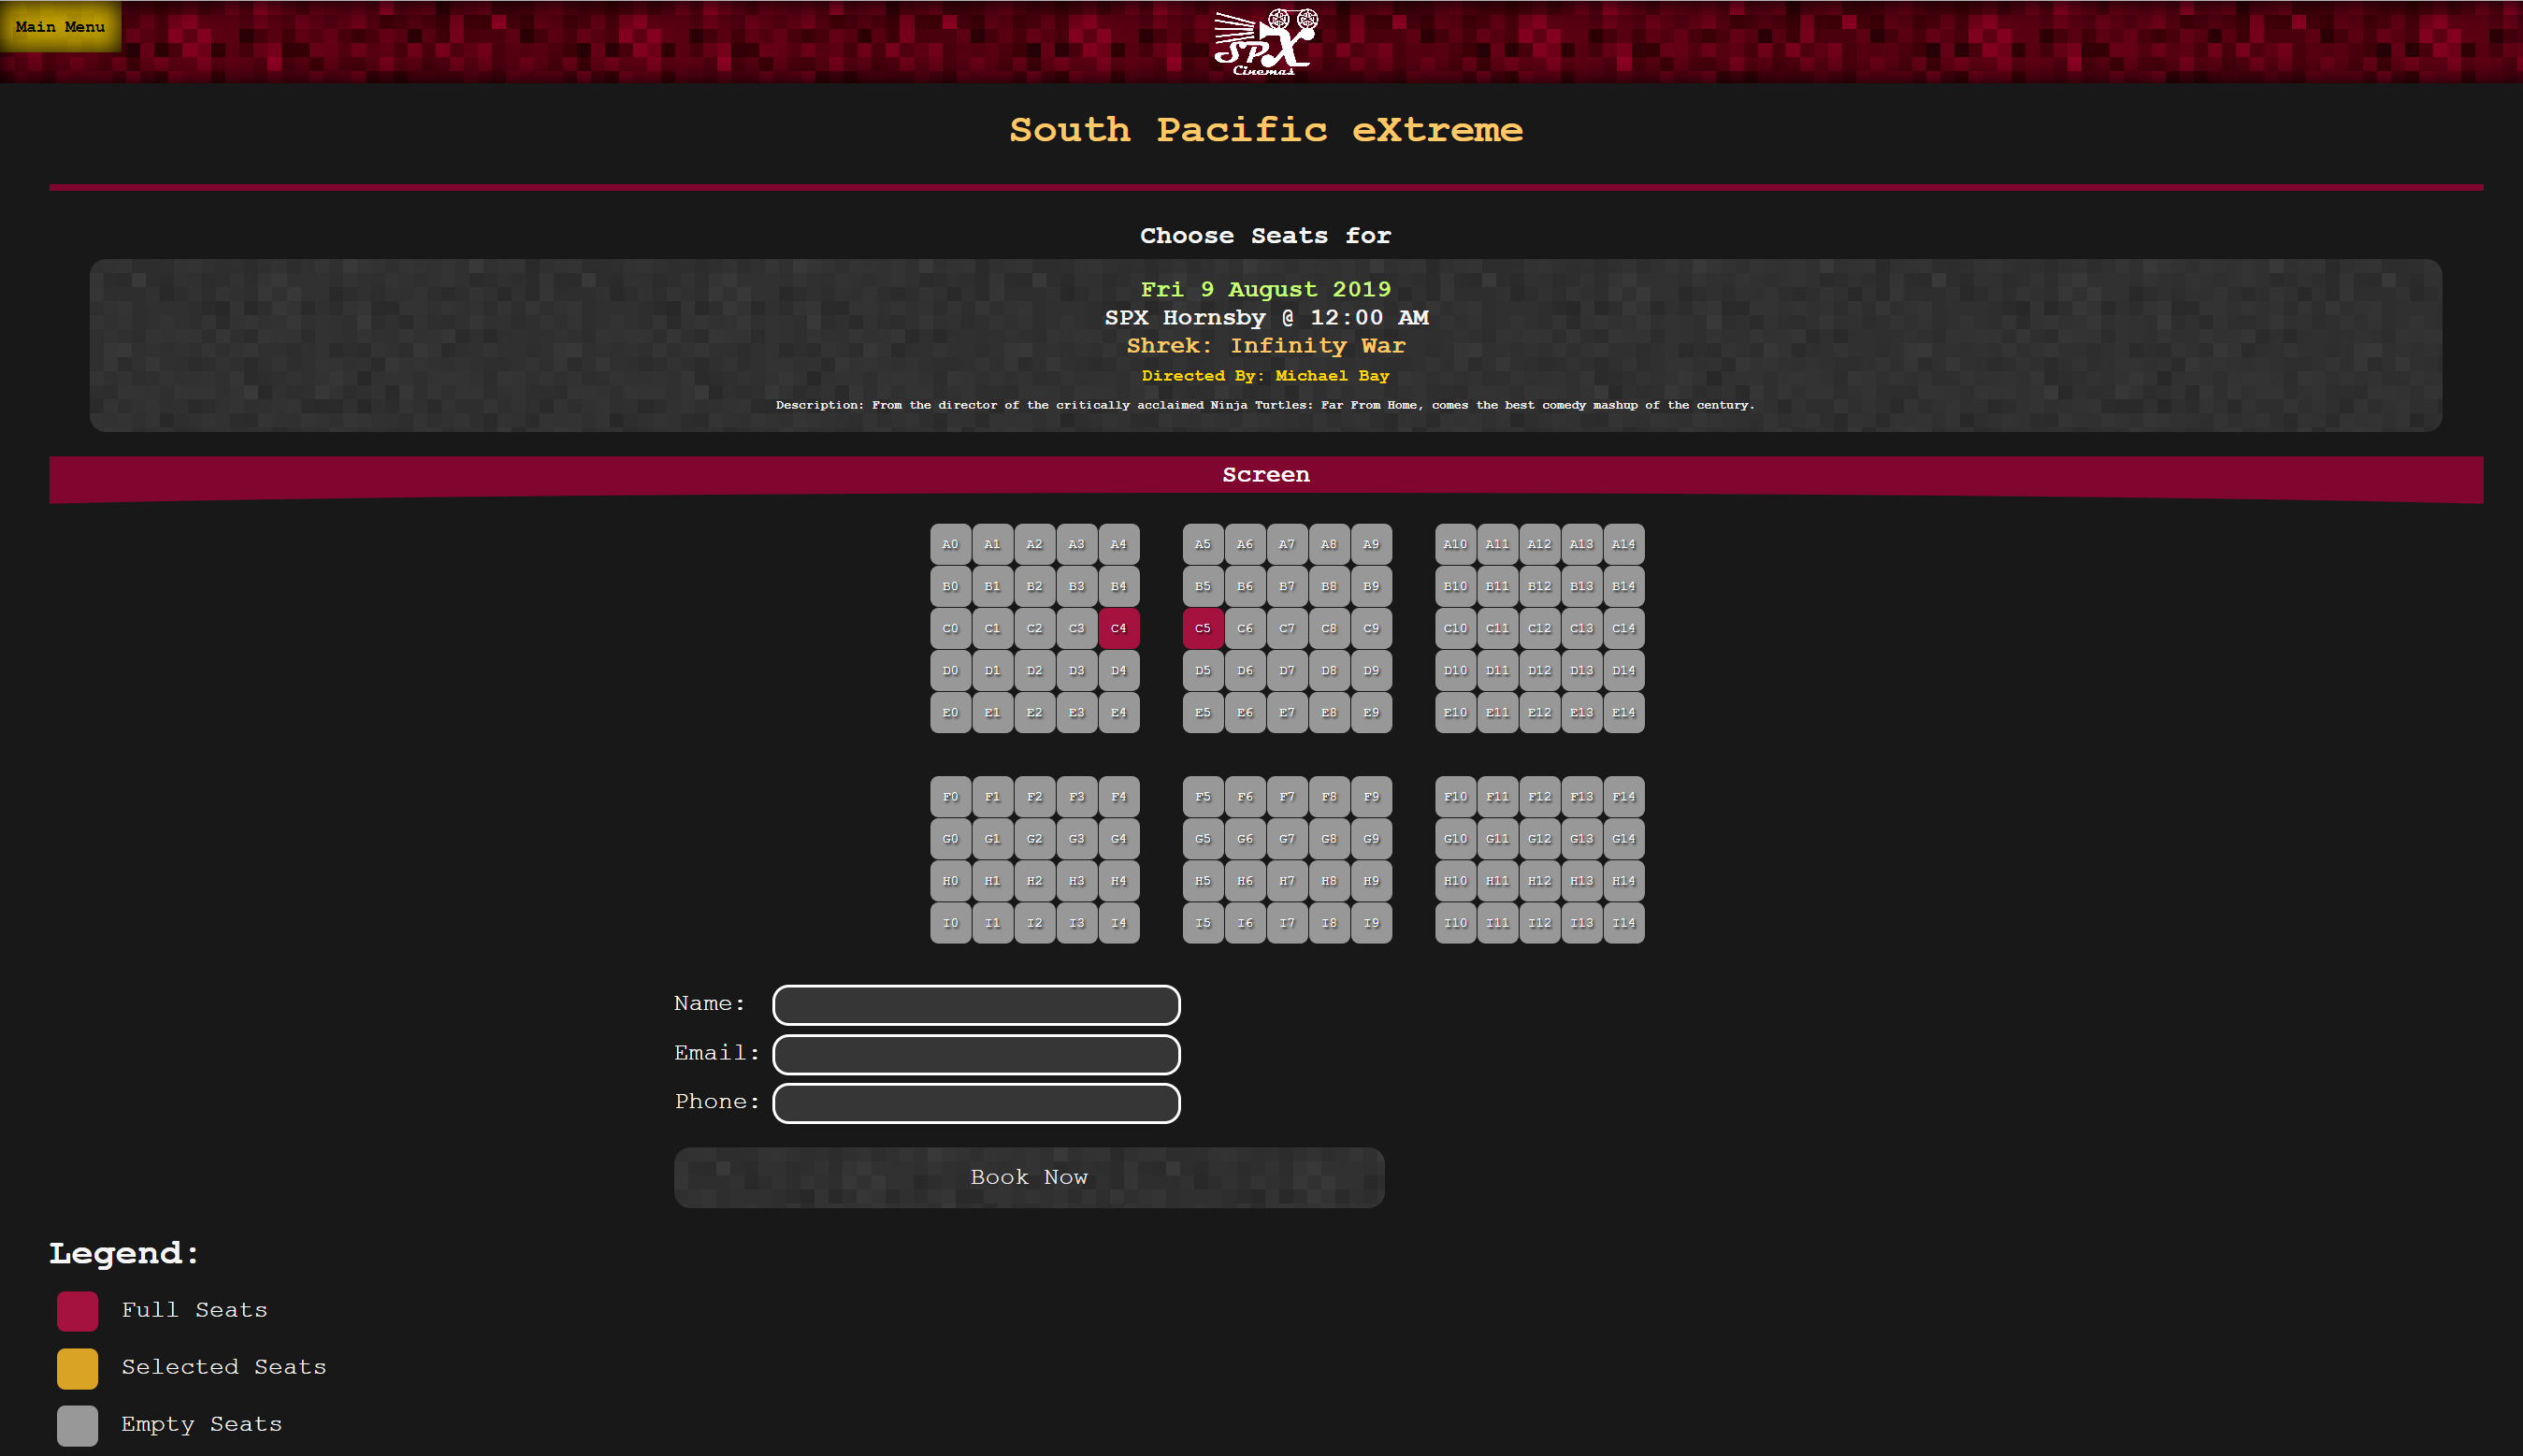 Main Menu
SPX
Cinemas
South Pacific eXtreme
Choose Seats for
Fri 9 August 2019
SPX Hornsby @ 12:00 AM
Shrek: Infinity War
Directed By: Michael Bay
Description: From the director of the critically acclaimed Ninja Turtles: Far From Home, comes the best comedy mashup of the century.
Screen
A0 A1 A2 A3 A4 A5 A6 A7 A8 A9 A10 A11 A12 A13 A14
B0 B1 B2 B3 B4 B5 B6 B7 B8 B9 B10 B11 B12 B13 B14
C0 C1 C2 C3 C4 C5 C6 C7 C8 C9 C10 C11 C12 C13 C14
D0 D1 D2 D3 D4 D5 D6 D7 D8 D9 D10 D11 D12 D13 D14
E0 E1 E2 E3 E4 E5 E6 E7 E8 E9 E10 E11 E12 E13 E14
F0 F1 F2 F3 F4 F5 F6 F7 F8 F9 F10 F11 F12 F13 F14
G0 G1 G2 G3 G4 G5 G6 G7 G8 G9 G10 G11 G12 G13 G14
H0 H1 H2 H3 H4 H5 H6 H7 H8 H9 H10 H11 H12 H13 H14
I0 I1 I2 I3 I4 I5 I6 I7 I8 I9 I10 I11 I12 I13 I14
Name:
Email:
Phone:
Book Now
Legend:
Full Seats
Selected Seats
Empty Seats